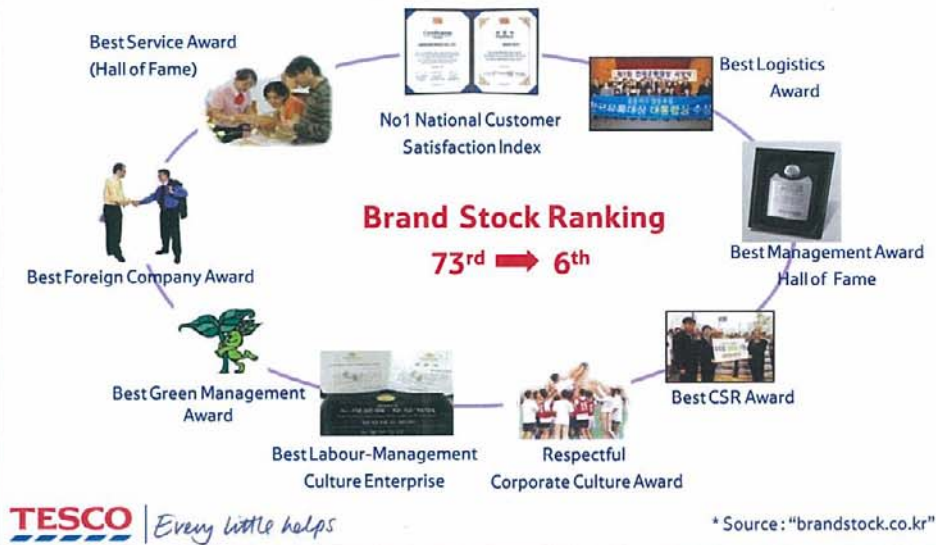 Best Service Award
(Hall of Fame)
No1 National Customer
Satisfaction Index
Best Logistics
Award
Brand Stock Ranking
73rd ➡ 6th
Best Management Award
Hall of Fame
Best Foreign Company Award
Best Green Management
Award
Best CSR Award
Best Labour-Management
Culture Enterprise
Respectful
Corporate Culture Award
TESCO | Every little helps
* Source: "brandstock.co.kr"